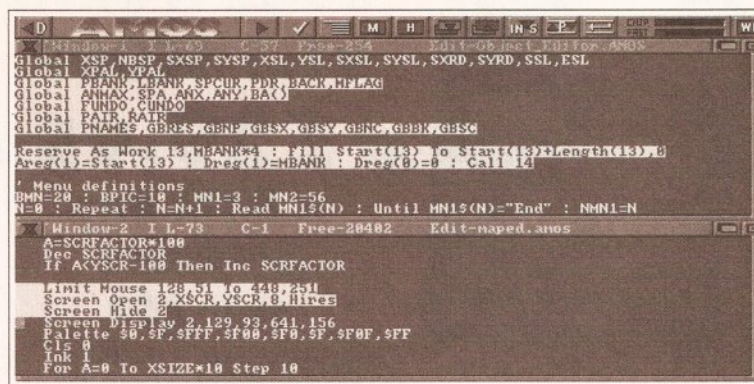 D AMOS M H IN S P CHIP FAST W
Window-1 I L-69 C-57 Free-254 Edit-Object_Editor.AMOS
Global XSP,NBSP,SXSP,SYSP,XSL,YSL,SXSL,SYSL,SXRD,SYRD,SSL,ESL
Global XPAL,YPAL
Global PBANK,LBANK,SPCUR,PDR,BACK,MFLAG
Global ANMAX,SPA,ANX,ANY,BA()
Global FUNDO,CUNDO
Global PAIR,RAIR
Global PNAMES,GBRES,GBNP,GBSX,GBSY,GBNC,GBBK,GBSC
Reserve As Work 13,MBANK*4 : Fill Start(13) To Start(13)+Length(13),0
Areg(1)=Start(13) : Dreg(1)=MBANK : Dreg(0)=0 : Call 14
' Menu definitions
BMN=20 : BPIC=10 : MN1=3 : MN2=56
N=0 : Repeat : N=N+1 : Read MN1$(N) : Until MN1$(N)="End" : NMN1=N
Window-2 I L-73 C-1 Free-20402 Edit-maped.amos
A=SCRFACTOR*100
Dec SCRFACTOR
If A<YSCR-100 Then Inc SCRFACTOR
Limit Mouse 128,51 To 448,251
Screen Open 2,XSCR,YSCR,8,Hires
Screen Hide 2
Screen Display 2,129,93,641,156
Palette $0,$F,$FFF,$F00,$F0,$F,$F0F,$FF
Cls 0
Ink 1
For A=0 To XSIZE*10 Step 10